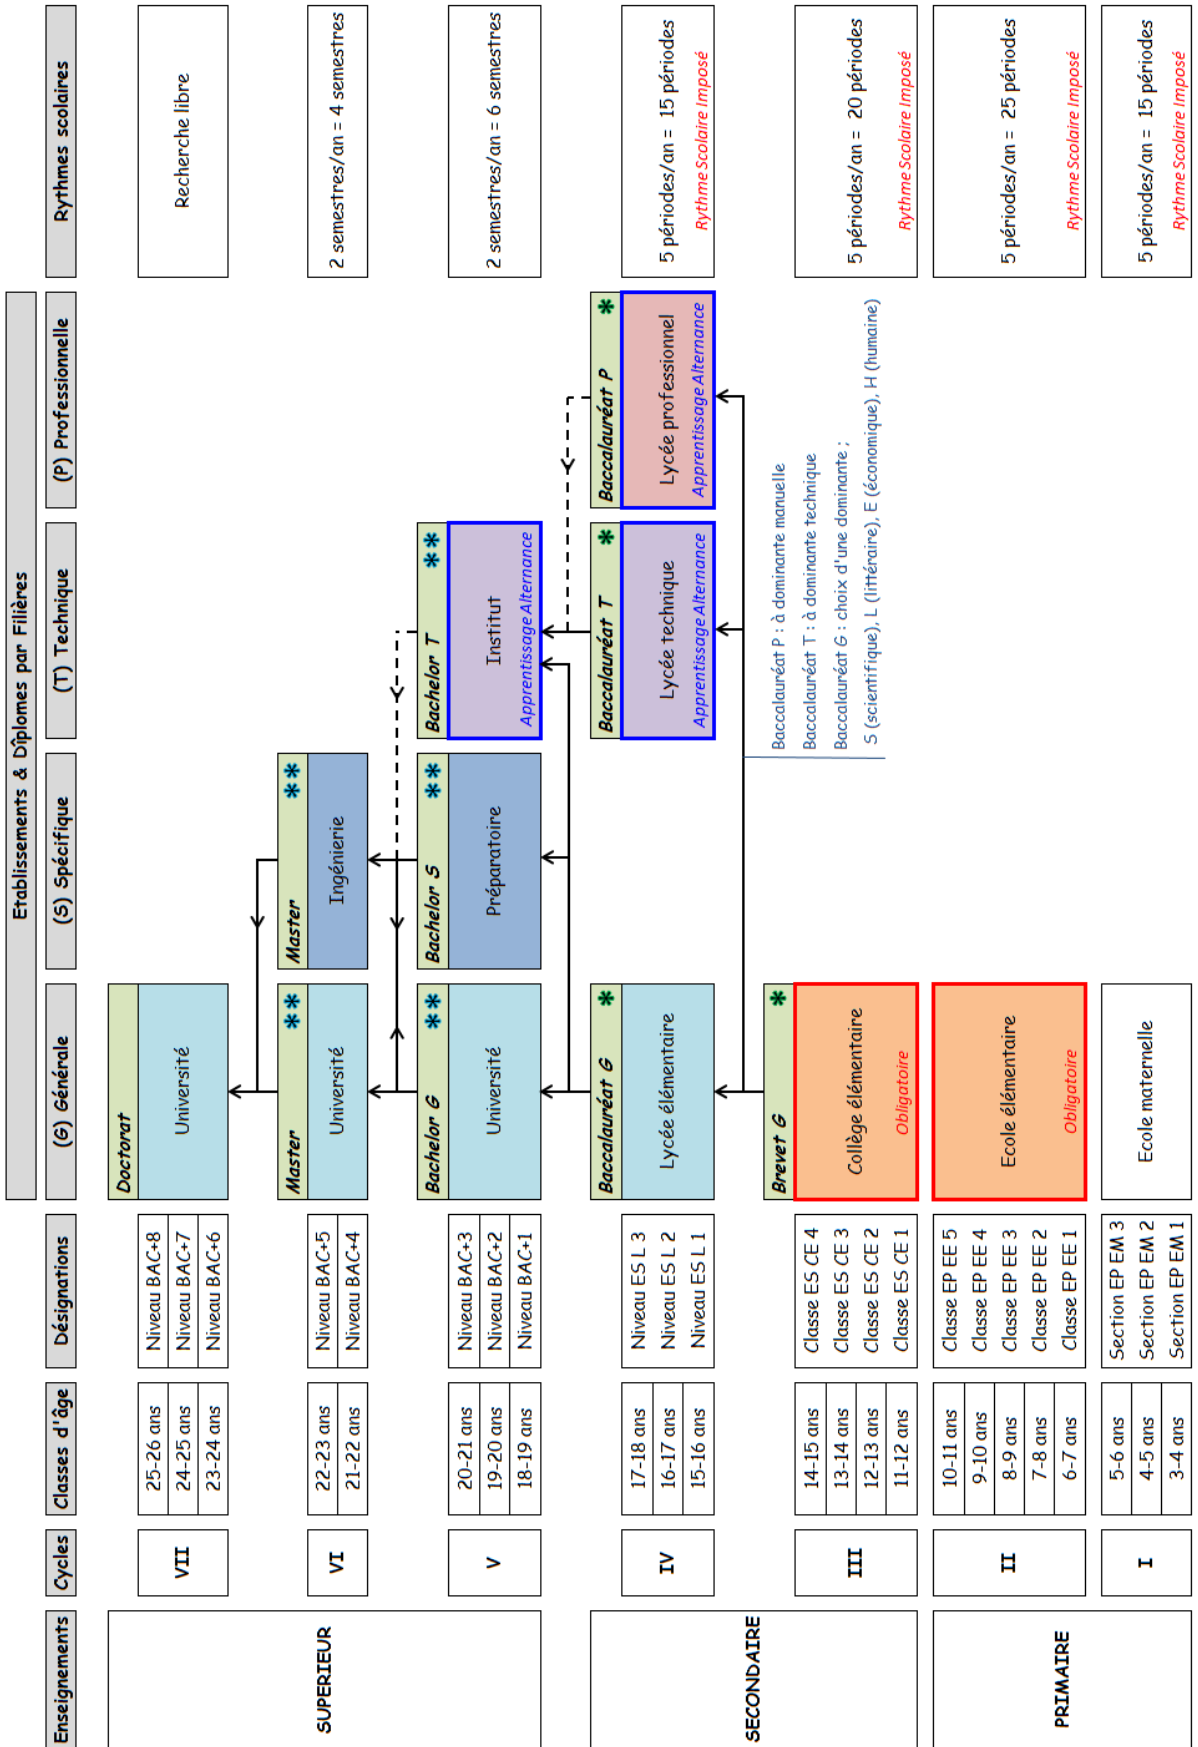 Etablissements & Dîplomes par Filières
Enseignements
Cycles
Classes d'âge
Désignations
(G) Générale
(S) Spécifique
(T) Technique
(P) Professionnelle
Rythmes scolaires
SUPERIEUR
VII
25-26 ans
24-25 ans
23-24 ans
Niveau BAC+8
Niveau BAC+7
Niveau BAC+6
Doctorat
Université
Recherche libre
VI
22-23 ans
21-22 ans
Niveau BAC+5
Niveau BAC+4
Master **
Université
Master **
Ingénierie
2 semestres/an = 4 semestres
V
20-21 ans
19-20 ans
18-19 ans
Niveau BAC+3
Niveau BAC+2
Niveau BAC+1
Bachelor G **
Université
Bachelor S **
Préparatoire
Bachelor T **
Institut
Apprentissage Alternance
2 semestres/an = 6 semestres
SECONDAIRE
IV
17-18 ans
16-17 ans
15-16 ans
Niveau ES L 3
Niveau ES L 2
Niveau ES L 1
Baccalauréat G *
Lycée élémentaire
Baccalauréat T *
Lycée technique
Apprentissage Alternance
Baccalauréat P *
Lycée professionnel
Apprentissage Alternance
5 périodes/an = 15 périodes
Rythme Scolaire Imposé
Baccalauréat P : à dominante manuelle
Baccalauréat T : à dominante technique
Baccalauréat G : choix d'une dominante ;
S (scientifique), L (littéraire), E (économique), H (humaine)
III
14-15 ans
13-14 ans
12-13 ans
11-12 ans
Classe ES CE 4
Classe ES CE 3
Classe ES CE 2
Classe ES CE 1
Brevet G *
Collège élémentaire
Obligatoire
5 périodes/an = 20 périodes
Rythme Scolaire Imposé
PRIMAIRE
II
10-11 ans
9-10 ans
8-9 ans
7-8 ans
6-7 ans
Classe EP EE 5
Classe EP EE 4
Classe EP EE 3
Classe EP EE 2
Classe EP EE 1
Ecole élémentaire
Obligatoire
5 périodes/an = 25 périodes
Rythme Scolaire Imposé
I
5-6 ans
4-5 ans
3-4 ans
Section EP EM 3
Section EP EM 2
Section EP EM 1
Ecole maternelle
5 périodes/an = 15 périodes
Rythme Scolaire Imposé